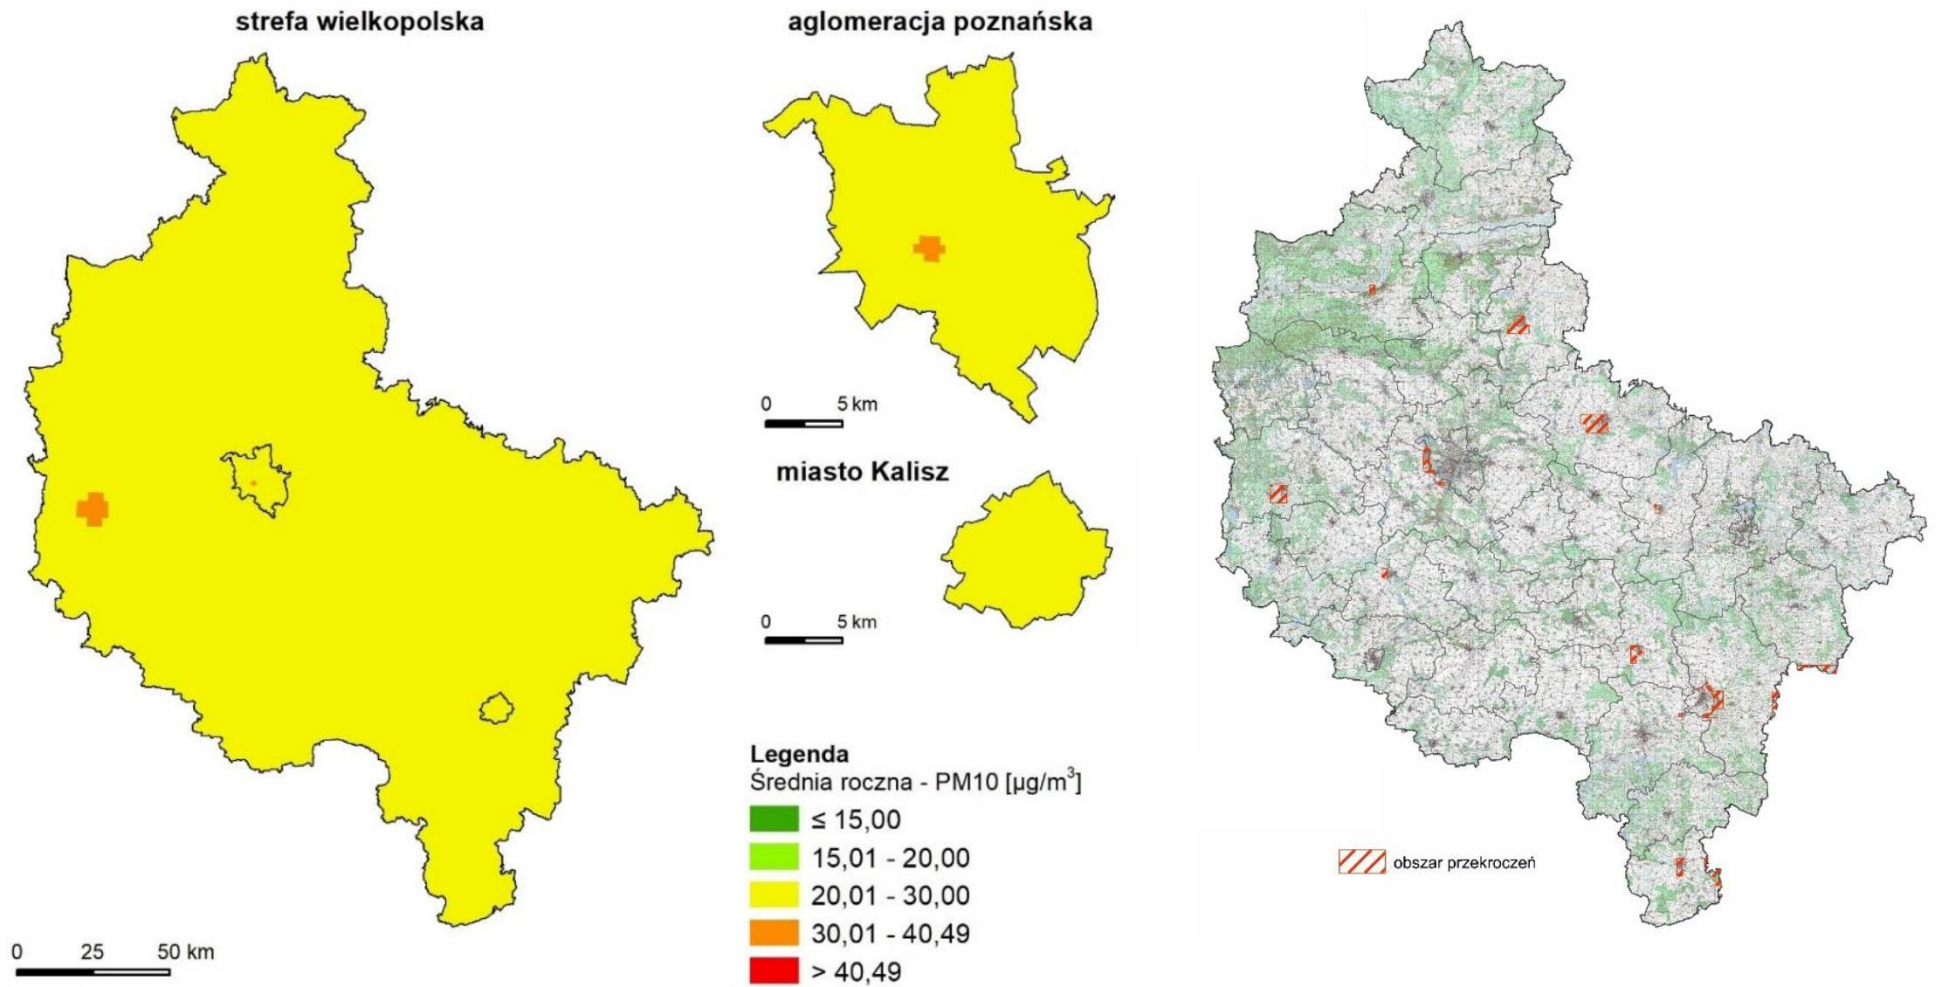 strefa wielkopolska
aglomeracja poznańska
0 5 km
miasto Kalisz
0 5 km
Legenda
Średnia roczna - PM10 [µg/m³]
≤ 15,00
15,01 - 20,00
20,01 - 30,00
30,01 - 40,49
> 40,49
0 25 50 km
obszar przekroczeń